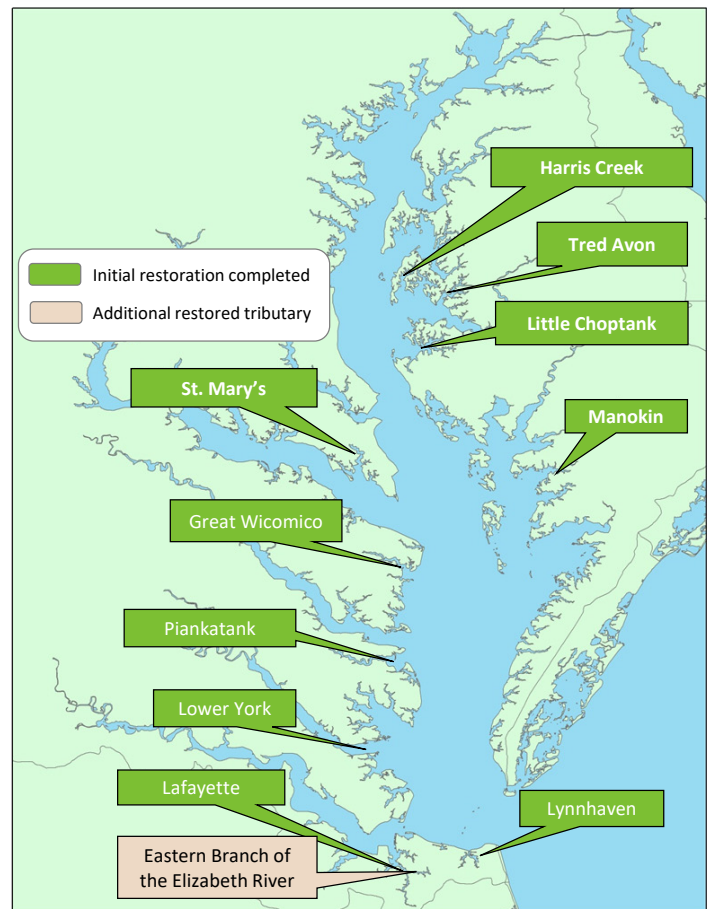 Harris Creek
Tred Avon
Initial restoration completed
Additional restored tributary
Little Choptank
St. Mary’s
Manokin
Great Wicomico
Piankatank
Lower York
Lafayette
Lynnhaven
Eastern Branch of
the Elizabeth River